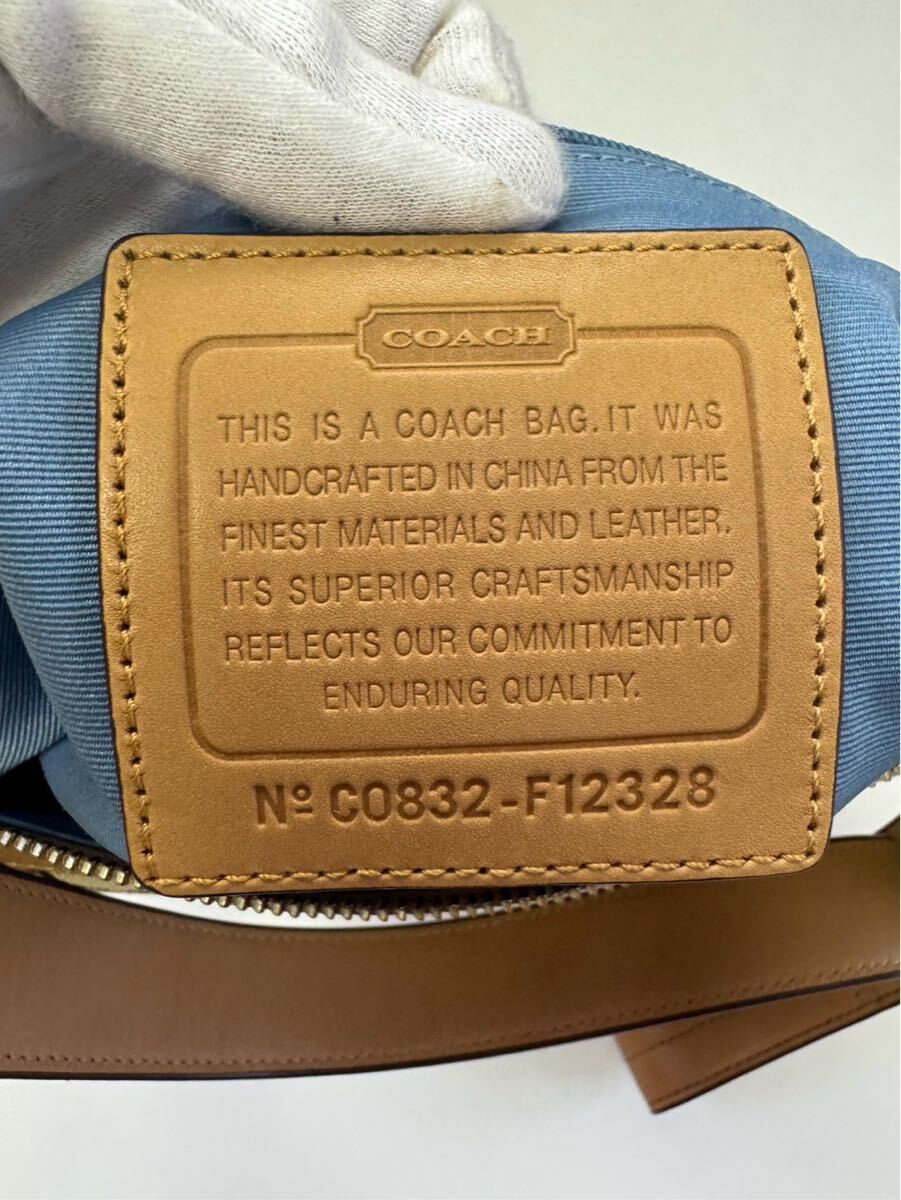 COACH
THIS IS A COACH BAG. IT WAS
HANDCRAFTED IN CHINA FROM THE
FINEST MATERIALS AND LEATHER.
ITS SUPERIOR CRAFTSMANSHIP
REFLECTS OUR COMMITMENT TO
ENDURING QUALITY.
Nº C0832-F12328